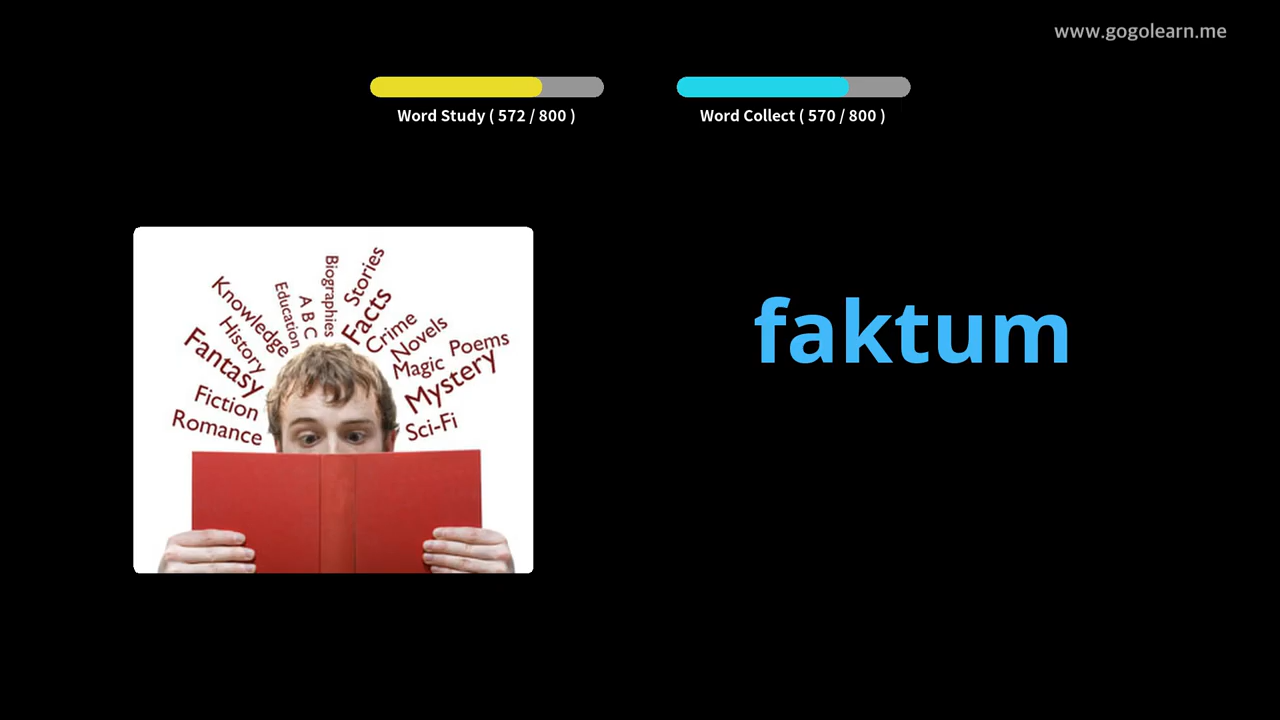 www.gogolearn.me
Word Study ( 572 / 800 )
Word Collect ( 570 / 800 )
Knowledge
History
Fantasy
Fiction
Romance
Education
A B C
Biographies
Stories
Facts
Crime
Novels
Magic
Poems
Mystery
Sci-Fi
faktum